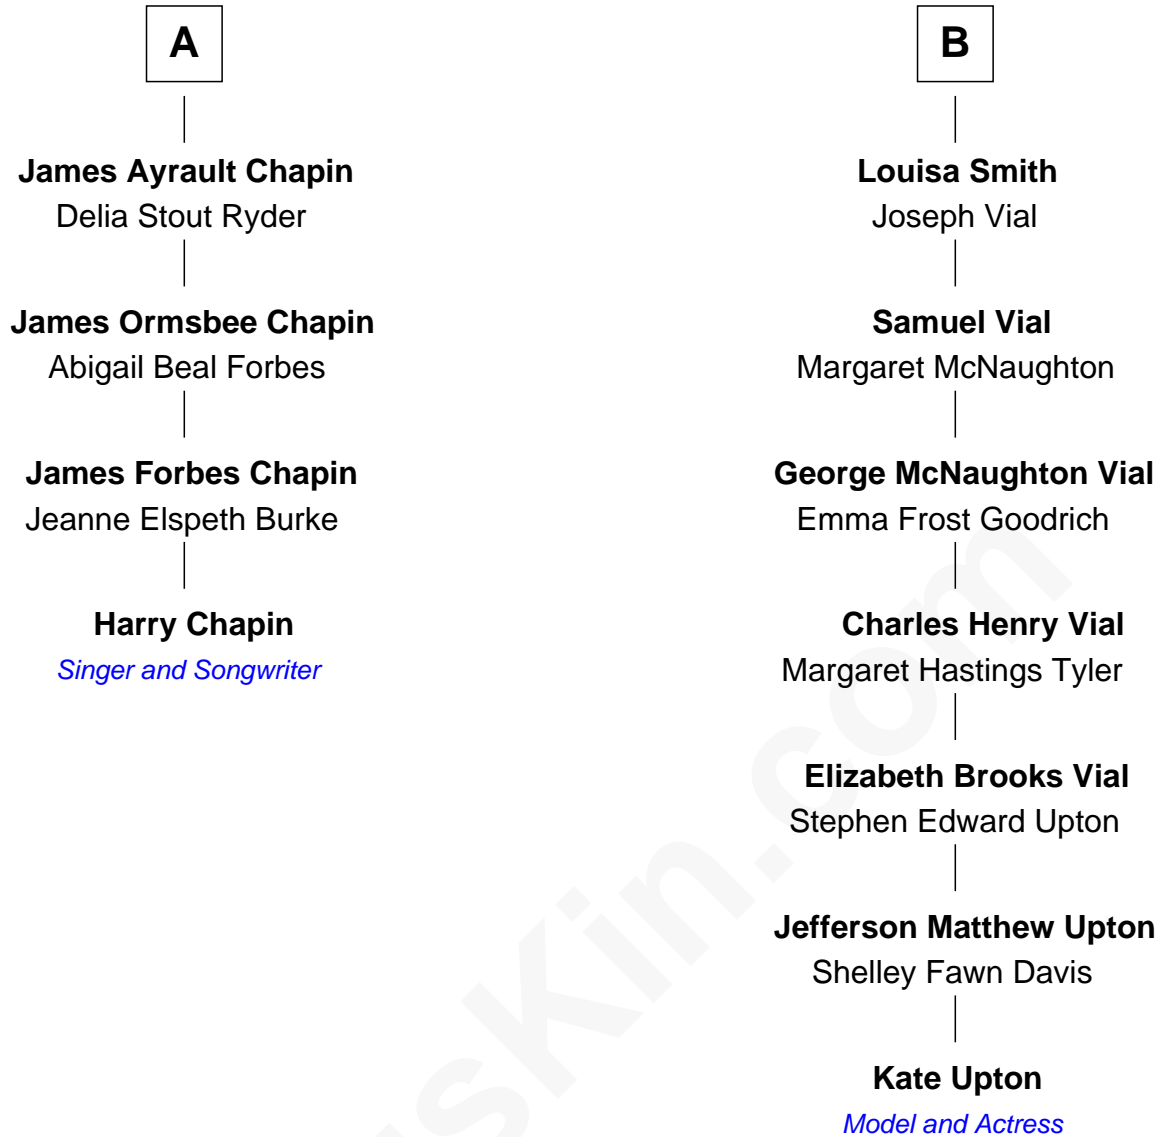 A
James Ayrault Chapin
Delia Stout Ryder
James Ormsbee Chapin
Abigail Beal Forbes
James Forbes Chapin
Jeanne Elspeth Burke
Harry Chapin
Singer and Songwriter
B
Louisa Smith
Joseph Vial
Samuel Vial
Margaret McNaughton
George McNaughton Vial
Emma Frost Goodrich
Charles Henry Vial
Margaret Hastings Tyler
Elizabeth Brooks Vial
Stephen Edward Upton
Jefferson Matthew Upton
Shelley Fawn Davis
Kate Upton
Model and Actress
sKin.com